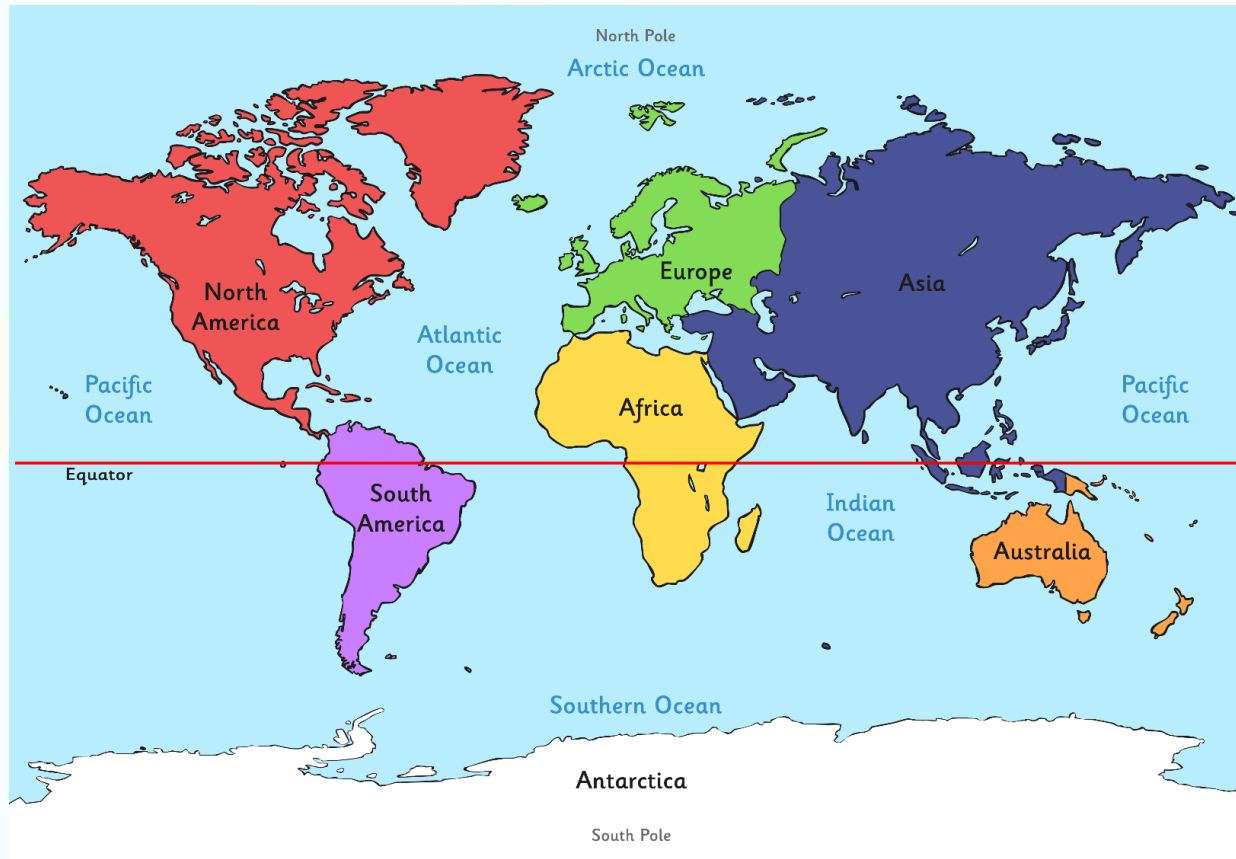 North Pole
Arctic Ocean
North
America
Europe
Asia
Atlantic
Ocean
Pacific
Ocean
Pacific
Ocean
Africa
Equator
South
America
Indian
Ocean
Australia
Southern Ocean
Antarctica
South Pole